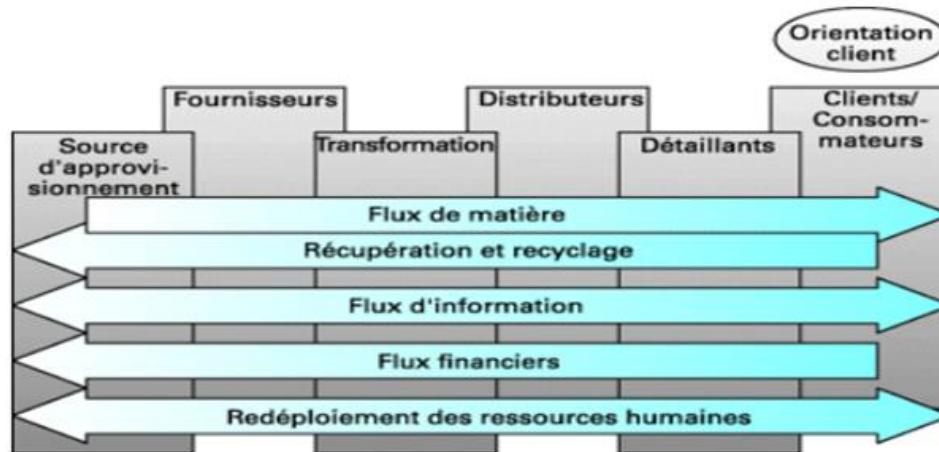 Orientation
client
Fournisseurs
Distributeurs
Clients/
Consom-
mateurs
Source
d'approvi-
sionnement
Transformation
Détaillants
Flux de matière
Récupération et recyclage
Flux d'information
Flux financiers
Redéploiement des ressources humaines